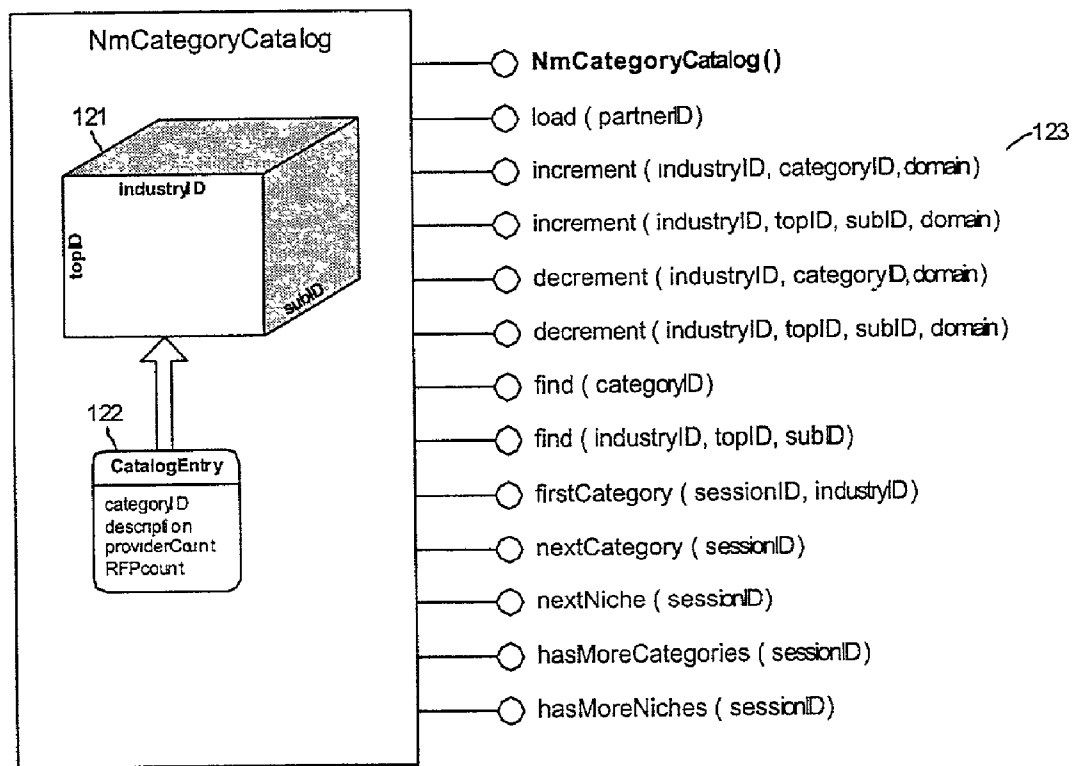 NmCategoryCatalog
121
industryID
topID
subID
122
CatalogEntry
categoryID
description
providerCount
RFPcount
NmCategoryCatalog()
load ( partnerID)
123
increment ( industryID, categoryID, domain)
increment ( industryID, topID, subID, domain)
decrement ( industryID, categoryID, domain)
decrement ( industryID, topID, subID, domain)
find ( categoryID)
find ( industryID, topID, subID)
firstCategory ( sessionID, industryID)
nextCategory ( sessionID)
nextNiche ( sessionID)
hasMoreCategories ( sessionID)
hasMoreNiches ( sessionID)